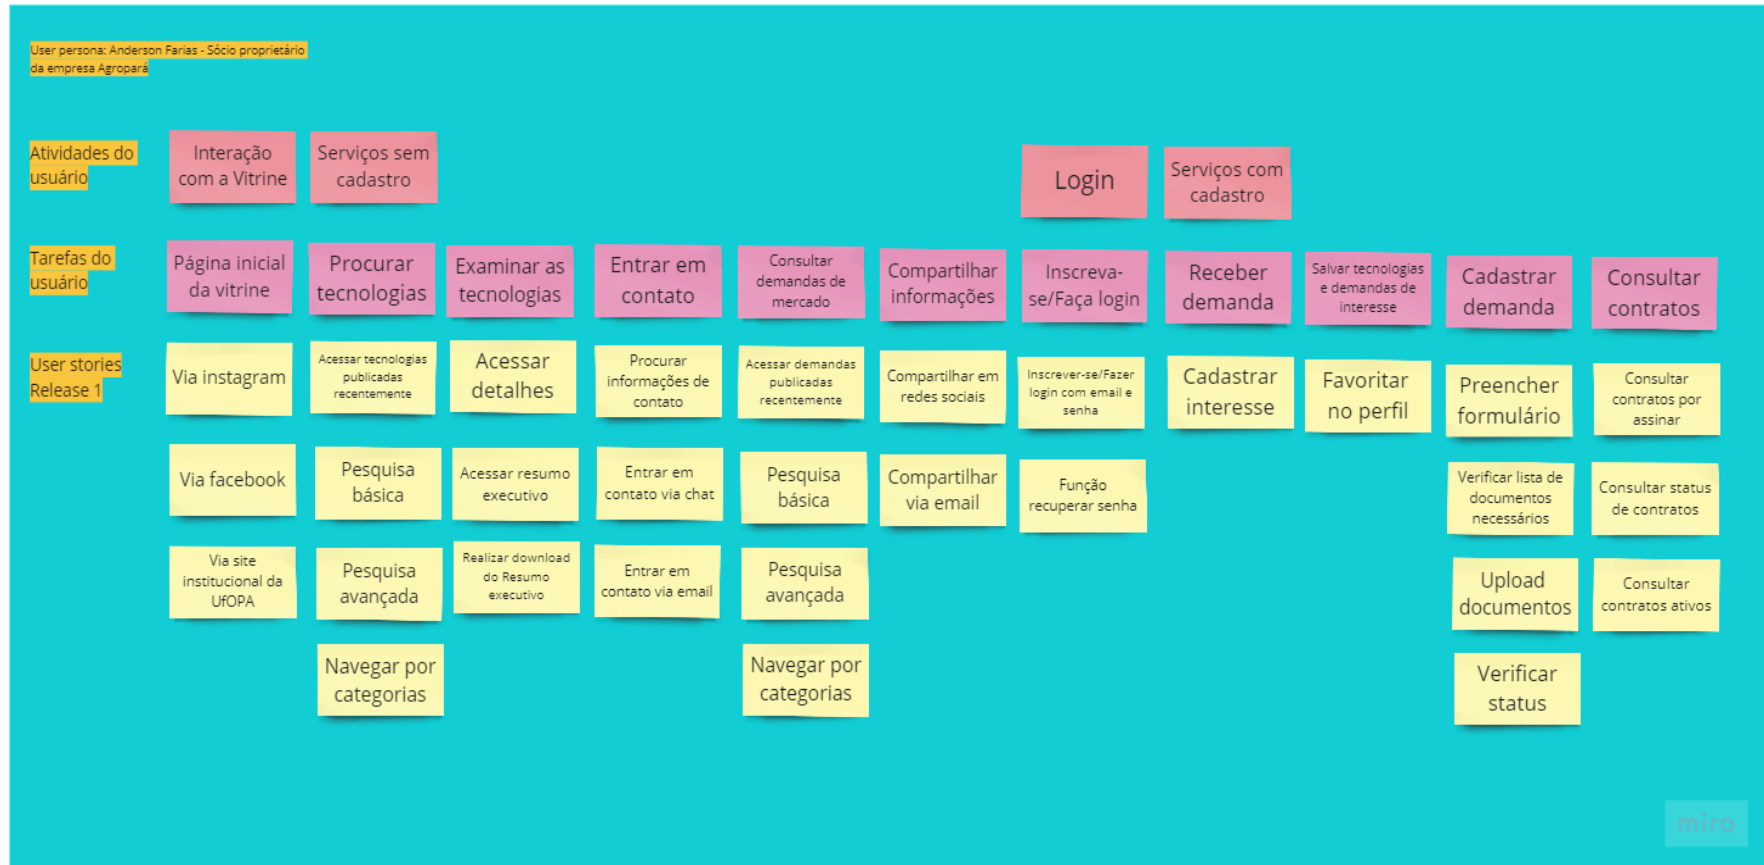 User persona: Anderson Farias - Sócio proprietário
da empresa Agropará
Atividades do
usuário
Interação
com a Vitrine
Serviços sem
cadastro
Login
Serviços com
cadastro
Tarefas do
usuário
Página inicial
da vitrine
Procurar
tecnologias
Examinar as
tecnologias
Entrar em
contato
Consultar
demandas de
mercado
Compartilhar
informações
Inscreva-
se/Faça login
Receber
demanda
Salvar tecnologias
e demandas de
interesse
Cadastrar
demanda
Consultar
contratos
User stories
Release 1
Via instagram
Acessar tecnologias
publicadas
recentemente
Acessar
detalhes
Procurar
informações de
contato
Acessar demandas
publicadas
recentemente
Compartilhar em
redes sociais
Inscrever-se/Fazer
login com email e
senha
Cadastrar
interesse
Favoritar
no perfil
Preencher
formulário
Consultar
contratos por
assinar
Via facebook
Pesquisa
básica
Acessar resumo
executivo
Entrar em
contato via chat
Pesquisa
básica
Compartilhar
via email
Função
recuperar senha
Verificar lista de
documentos
necessários
Consultar status
de contratos
Via site
institucional da
UfOPA
Pesquisa
avançada
Realizar download
do Resumo
executivo
Entrar em
contato via email
Pesquisa
avançada
Upload
documentos
Consultar
contratos ativos
Navegar por
categorias
Navegar por
categorias
Verificar
status
miro